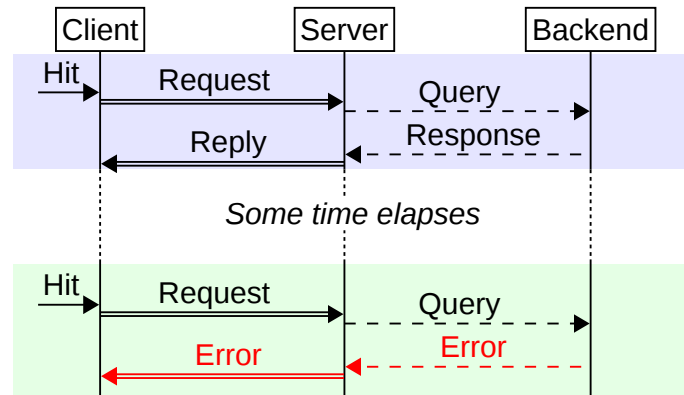 Client Server Backend
Hit
Request
Query
Response
Reply
Some time elapses
Hit
Request
Query
Error
Error